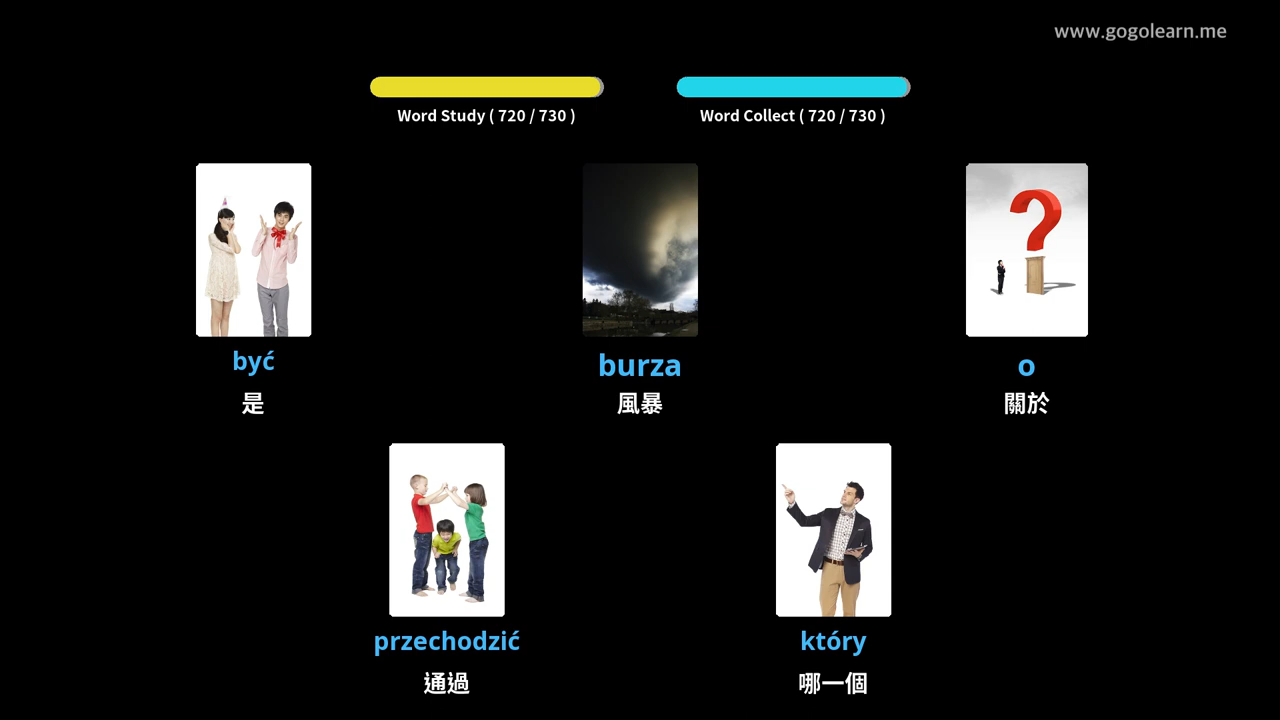 www.gogolearn.me
Word Study ( 720 / 730 )
Word Collect ( 720 / 730 )
być
是
burza
風暴
o
關於
przechodzić
通過
który
哪一個